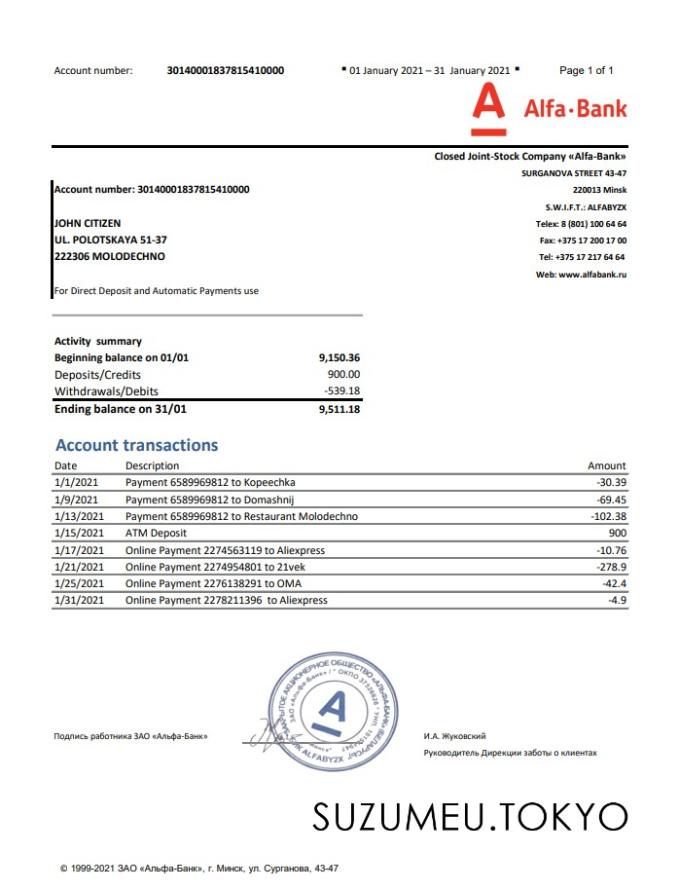 Account number: 30140001837815410000 ▪ 01 January 2021 – 31 January 2021 ▪ Page 1 of 1
Alfa·Bank
Closed Joint-Stock Company «Alfa-Bank»
SURGANOVA STREET 43-47
Account number: 30140001837815410000
220013 Minsk
S.W.I.F.T.: ALFABYZX
JOHN CITIZEN
Telex: 8 (801) 100 64 64
UL. POLOTSKAYA 51-37
Fax: +375 17 200 17 00
222306 MOLODECHNO
Tel: +375 17 217 64 64
Web: www.alfabank.ru
For Direct Deposit and Automatic Payments use
Activity summary
Beginning balance on 01/01 9,150.36
Deposits/Credits 900.00
Withdrawals/Debits -539.18
Ending balance on 31/01 9,511.18
Account transactions
Date Description Amount
1/1/2021 Payment 6589969812 to Kopeechka -30.39
1/9/2021 Payment 6589969812 to Domashnij -69.45
1/13/2021 Payment 6589969812 to Restaurant Molodechno -102.38
1/15/2021 ATM Deposit 900
1/17/2021 Online Payment 2274563119 to Aliexpress -10.76
1/21/2021 Online Payment 2274954801 to 21vek -278.9
1/25/2021 Online Payment 2276138291 to OMA -42.4
1/31/2021 Online Payment 2278211396 to Aliexpress -4.9
ЗАКРЫТОЕ АКЦИОНЕРНОЕ ОБЩЕСТВО «АЛЬФА-БАНК»
ЗАО «Альфа-Банк»
ALFABYZX
Подпись работника ЗАО «Альфа-Банк»
И.А. Жуковский
Руководитель Дирекции заботы о клиентах
SUZUMEU.TOKYO
© 1999-2021 ЗАО «Альфа-Банк», г. Минск, ул. Сурганова, 43-47